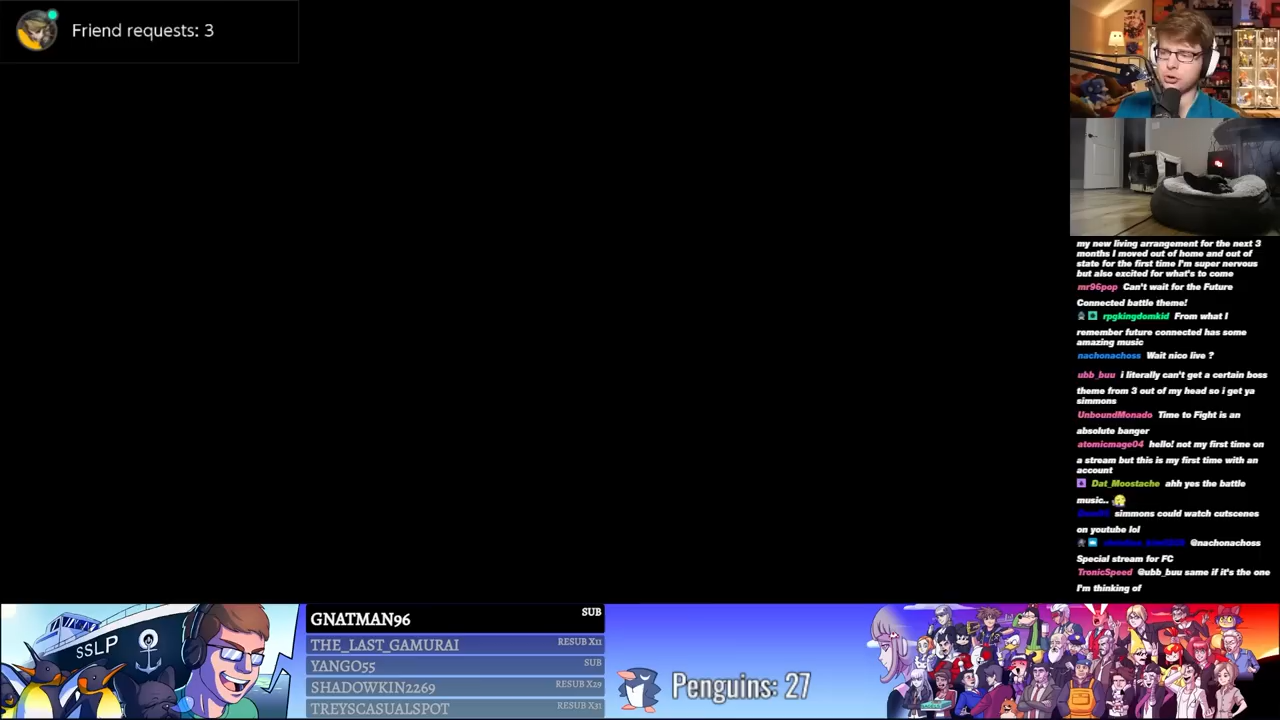 Friend requests: 3
my new living arrangement for the next 3
months I moved out of home and out of
state for the first time I'm super nervous
but also excited for what's to come
mr96pop Can't wait for the Future
Connected battle theme!
rpgkingdomkid From what I
remember future connected has some
amazing music
nachonachoss Wait nico live ?
ubb_buu i literally can't get a certain boss
theme from 3 out of my head so i get ya
simmons
UnboundMonado Time to Fight is an
absolute banger
atomicmage04 hello! not my first time on
a stream but this is my first time with an
account
Dat_Moostache ahh yes the battle
music..
simmons could watch cutscenes
on youtube lol
@nachonachoss
Special stream for FC
TronicSpeed @ubb_buu same if it's the one
I'm thinking of
SSLP
GNATMAN96 SUB
THE_LAST_GAMURAI RESUB X11
YANGO55 SUB
SHADOWKIN2269 RESUB X29
TREYSCASUALSPOT RESUB X31
Penguins: 27